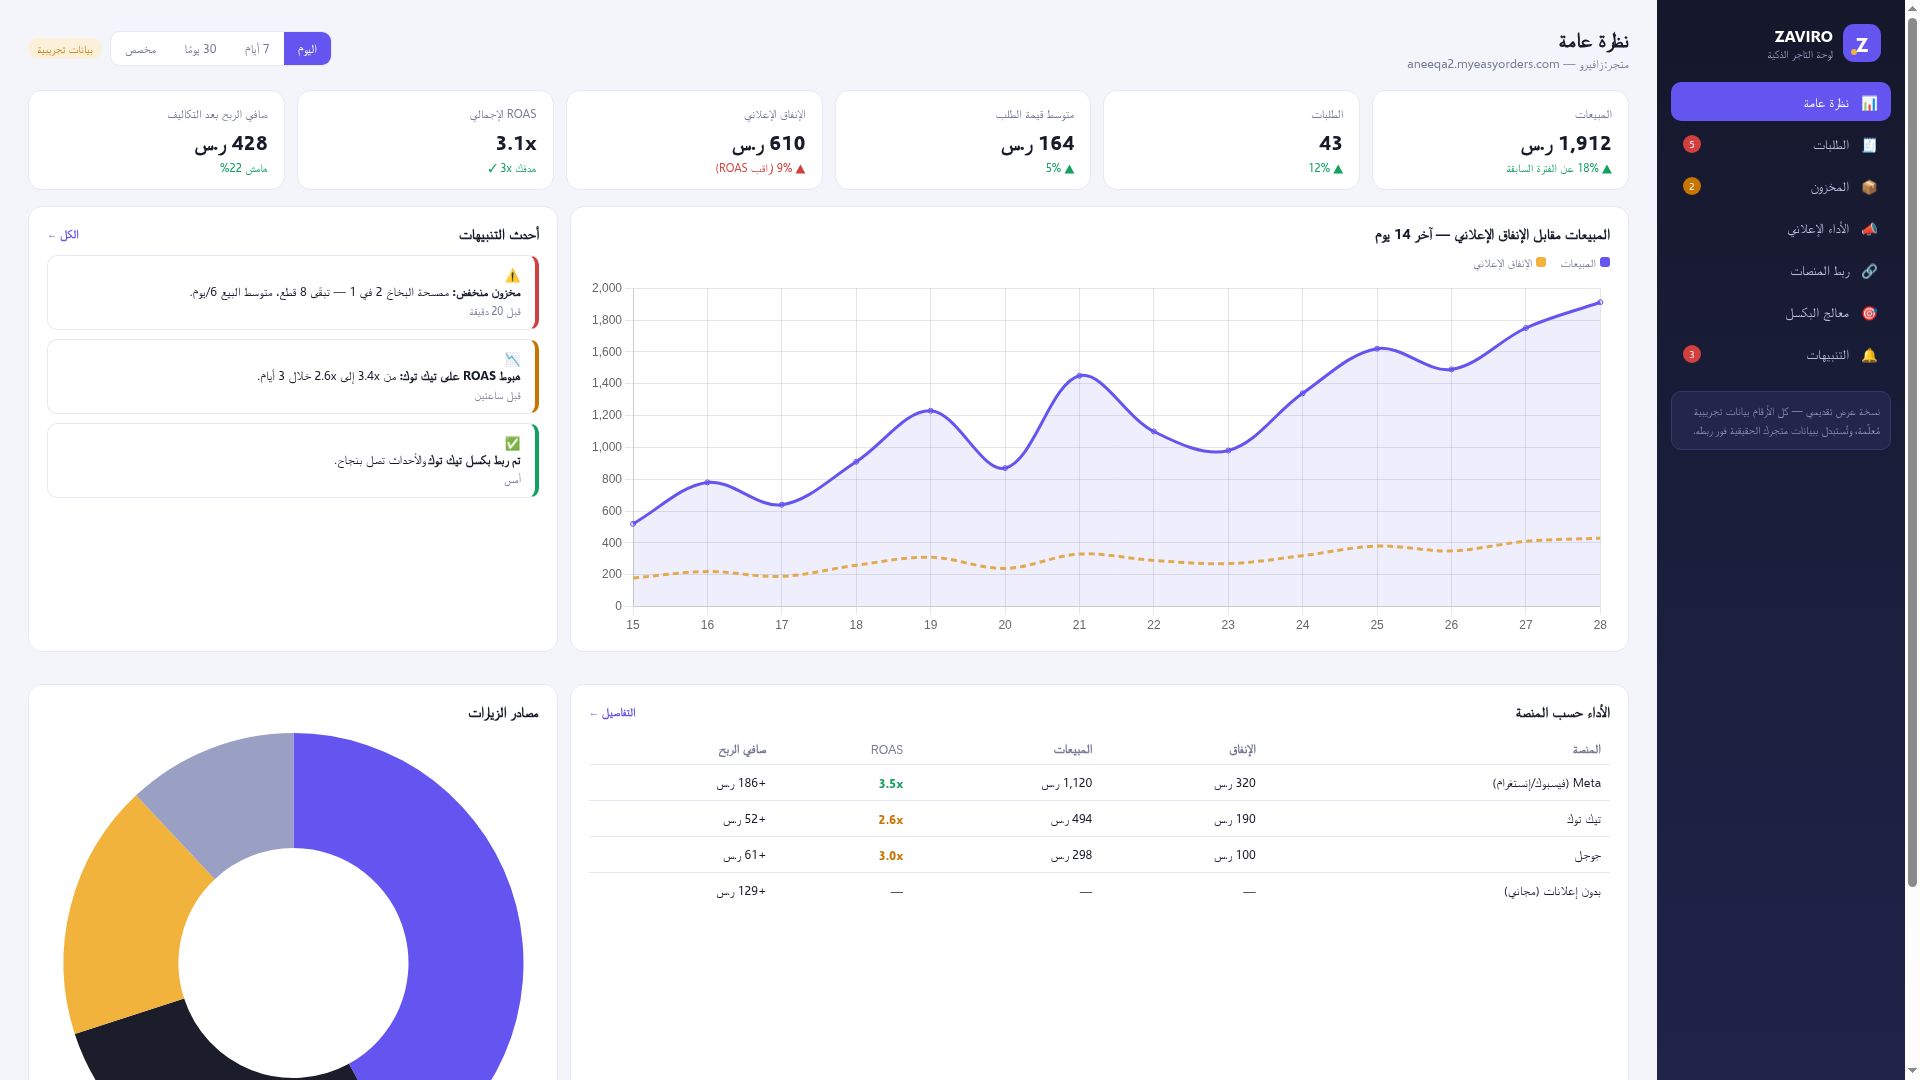 ZAVIRO
لوحة التاجر الذكية
نظرة عامة
الطلبات 5
المخزون 2
الأداء الإعلاني
ربط المنصات
معالج البكسل
التنبيهات 3
نسخة عرض تقديمي — كل الأرقام بيانات تجريبية
مُعلّمة، وتُستبدل ببيانات متجرك الحقيقية فور ربطه.
نظرة عامة
متجر: زافيرو — aneeqa2.myeasyorders.com
اليوم
7 أيام
30 يومًا
مخصص
بيانات تجريبية
المبيعات
1,912 ر.س
▲ 18% عن الفترة السابقة
الطلبات
43
▲ 12%
متوسط قيمة الطلب
164 ر.س
▲ 5%
الإنفاق الإعلاني
610 ر.س
▲ 9% (راقب ROAS)
ROAS الإجمالي
3.1x
هدفك 3x ✓
صافي الربح بعد التكاليف
428 ر.س
هامش 22%
المبيعات مقابل الإنفاق الإعلاني — آخر 14 يوم
المبيعات
الإنفاق الإعلاني
2,000
1,800
1,600
1,400
1,200
1,000
800
600
400
200
0
15 16 17 18 19 20 21 22 23 24 25 26 27 28
أحدث التنبيهات
الكل ←
مخزون منخفض: ممسحة البخاخ 2 في 1 — تبقّى 8 قطع، متوسط البيع 6/يوم.
قبل 20 دقيقة
هبوط ROAS على تيك توك: من 3.4x إلى 2.6x خلال 3 أيام.
قبل ساعتين
تم ربط بكسل تيك توك والأحداث تصل بنجاح.
أمس
الأداء حسب المنصة
التفاصيل ←
المنصة الإنفاق المبيعات ROAS صافي الربح
Meta (فيسبوك/إنستغرام) 320 ر.س 1,120 ر.س 3.5x +186 ر.س
تيك توك 190 ر.س 494 ر.س 2.6x +52 ر.س
جوجل 100 ر.س 298 ر.س 3.0x +61 ر.س
بدون إعلانات (مجاني) — — — +129 ر.س
مصادر الزيارات